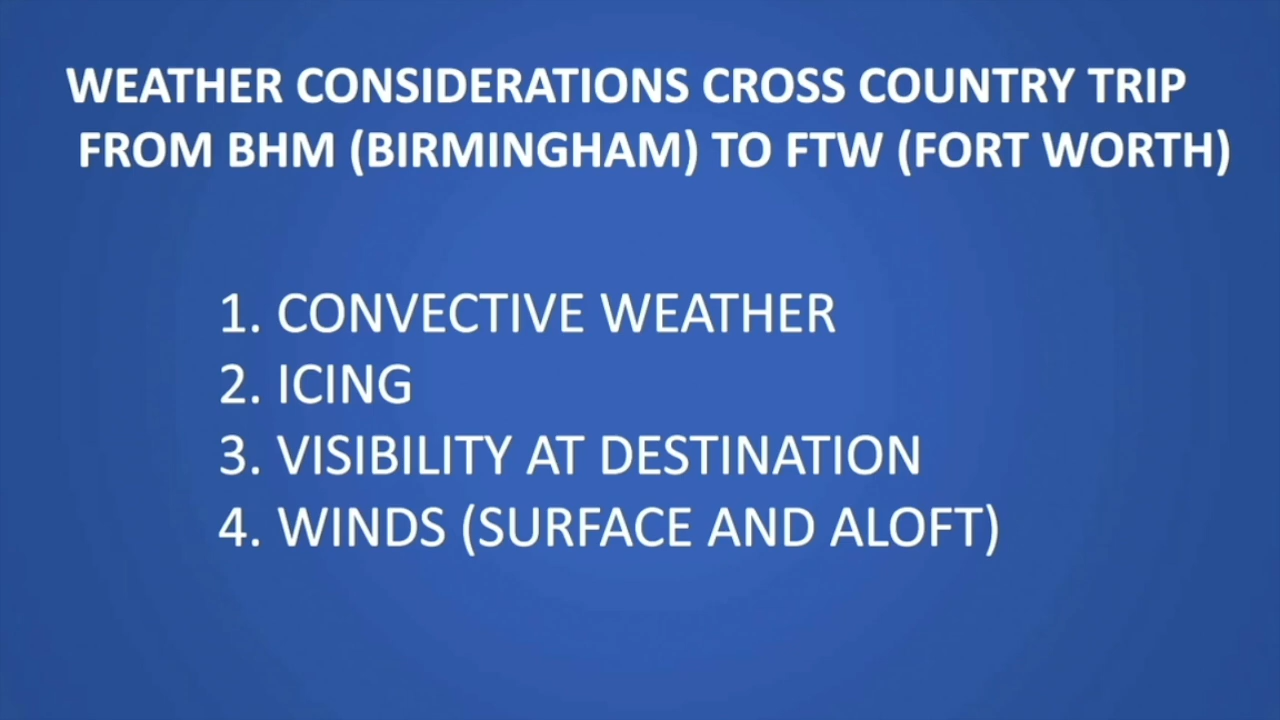 WEATHER CONSIDERATIONS CROSS COUNTRY TRIP
FROM BHM (BIRMINGHAM) TO FTW (FORT WORTH)
1. CONVECTIVE WEATHER
2. ICING
3. VISIBILITY AT DESTINATION
4. WINDS (SURFACE AND ALOFT)